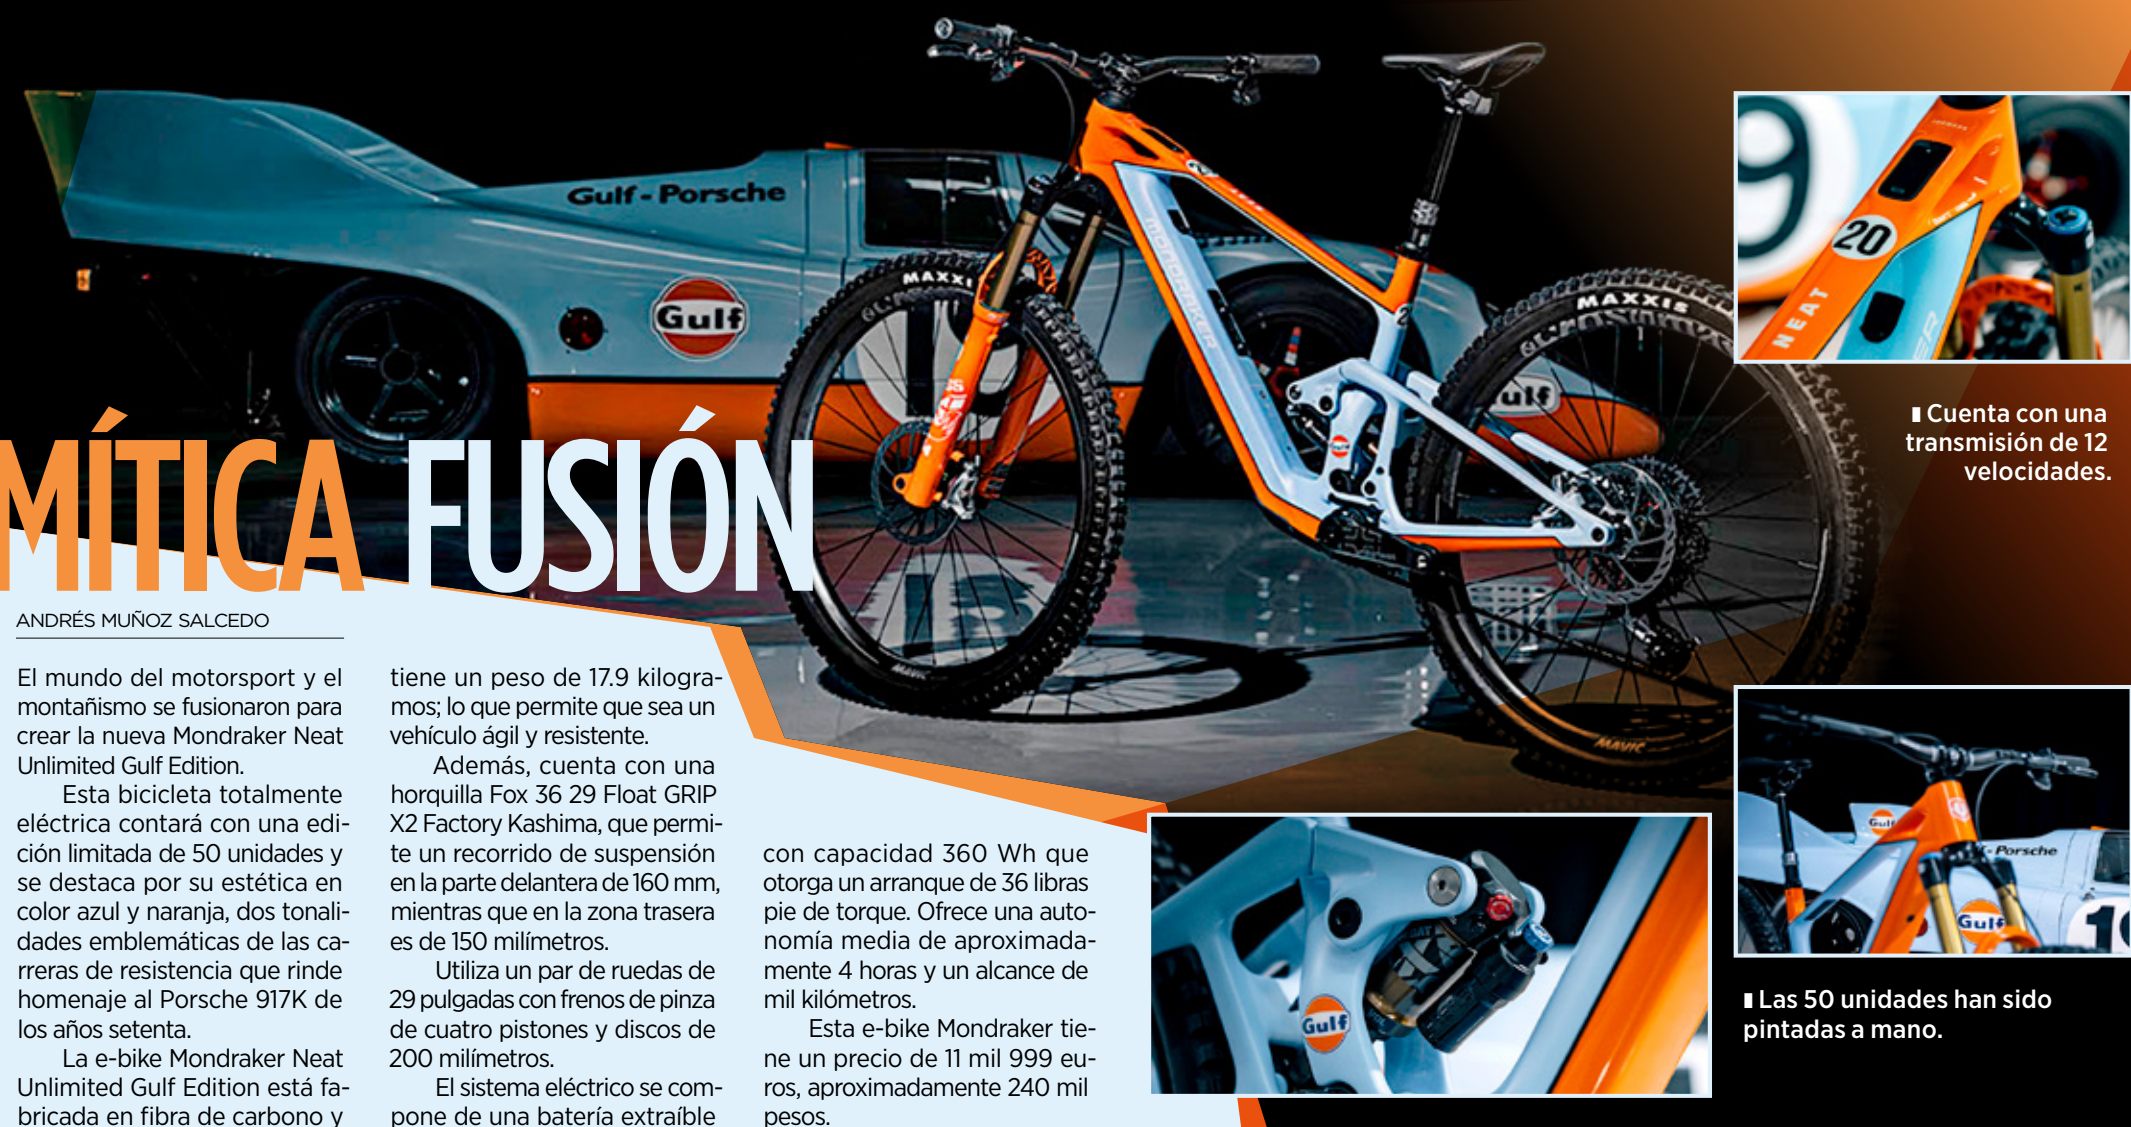 Gulf-Porsche
Gulf
MAXXIS
MONDRAKER
MAXXIS
Gulf
MAVIC
20
NEAT
▮ Cuenta con una
transmisión de 12
velocidades.
MÍTICA FUSIÓN
ANDRÉS MUÑOZ SALCEDO
El mundo del motorsport y el
montañismo se fusionaron para
crear la nueva Mondraker Neat
Unlimited Gulf Edition.
Esta bicicleta totalmente
eléctrica contará con una edi-
ción limitada de 50 unidades y
se destaca por su estética en
color azul y naranja, dos tonali-
dades emblemáticas de las ca-
rreras de resistencia que rinde
homenaje al Porsche 917K de
los años setenta.
La e-bike Mondraker Neat
Unlimited Gulf Edition está fa-
bricada en fibra de carbono y
tiene un peso de 17.9 kilogra-
mos; lo que permite que sea un
vehículo ágil y resistente.
Además, cuenta con una
horquilla Fox 36 29 Float GRIP
X2 Factory Kashima, que permi-
te un recorrido de suspensión
en la parte delantera de 160 mm,
mientras que en la zona trasera
es de 150 milímetros.
Utiliza un par de ruedas de
29 pulgadas con frenos de pinza
de cuatro pistones y discos de
200 milímetros.
El sistema eléctrico se com-
pone de una batería extraíble
con capacidad 360 Wh que
otorga un arranque de 36 libras
pie de torque. Ofrece una auto-
nomía media de aproximada-
mente 4 horas y un alcance de
mil kilómetros.
Esta e-bike Mondraker tie-
ne un precio de 11 mil 999 eu-
ros, aproximadamente 240 mil
pesos.
Gulf
Gulf
-Porsche
Gulf
▮ Las 50 unidades han sido
pintadas a mano.